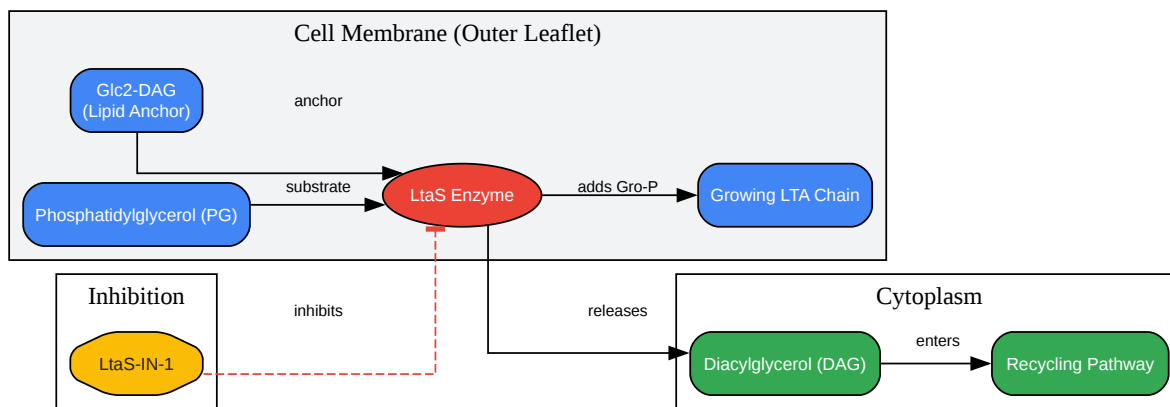 Cell Membrane (Outer Leaflet)
Glc2-DAG
(Lipid Anchor)
anchor
Phosphatidylglycerol (PG)
substrate
LtaS Enzyme
adds Gro-P
Growing LTA Chain
Inhibition
LtaS-IN-1
inhibits
releases
Cytoplasm
Diacylglycerol (DAG)
enters
Recycling Pathway